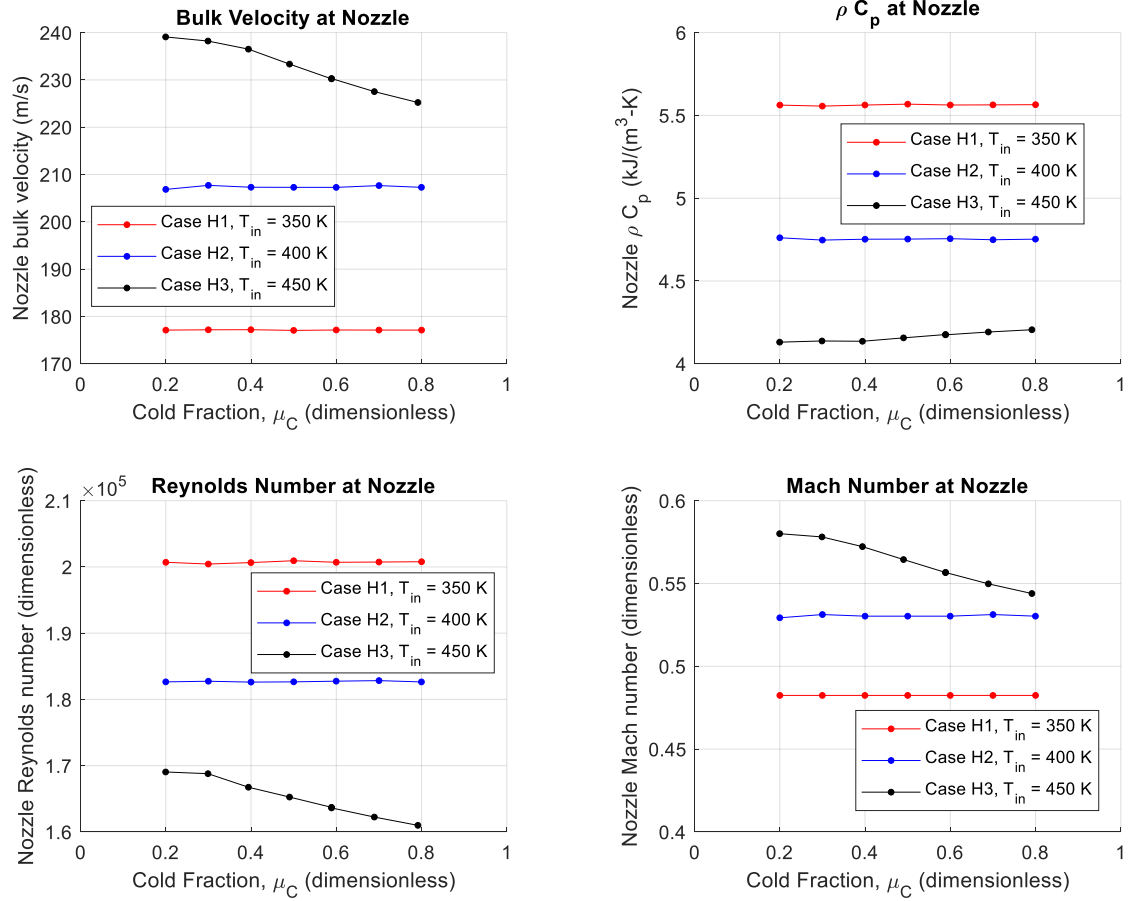 Bulk Velocity at Nozzle
240
230
220
210
200
190
180
170
Nozzle bulk velocity (m/s)
Case H1, T_in = 350 K
Case H2, T_in = 400 K
Case H3, T_in = 450 K
0 0.2 0.4 0.6 0.8 1
Cold Fraction, μ_C (dimensionless)
ρ C_p at Nozzle
6
5.5
5
4.5
4
Nozzle ρ C_p (kJ/(m^3-K)
Case H1, T_in = 350 K
Case H2, T_in = 400 K
Case H3, T_in = 450 K
0 0.2 0.4 0.6 0.8 1
Cold Fraction, μ_C (dimensionless)
Reynolds Number at Nozzle
×10^5
2.1
2
1.9
1.8
1.7
1.6
Nozzle Reynolds number (dimensionless)
Case H1, T_in = 350 K
Case H2, T_in = 400 K
Case H3, T_in = 450 K
0 0.2 0.4 0.6 0.8 1
Cold Fraction, μ_C (dimensionless)
Mach Number at Nozzle
0.6
0.55
0.5
0.45
0.4
Nozzle Mach number (dimensionless)
Case H1, T_in = 350 K
Case H2, T_in = 400 K
Case H3, T_in = 450 K
0 0.2 0.4 0.6 0.8 1
Cold Fraction, μ_C (dimensionless)